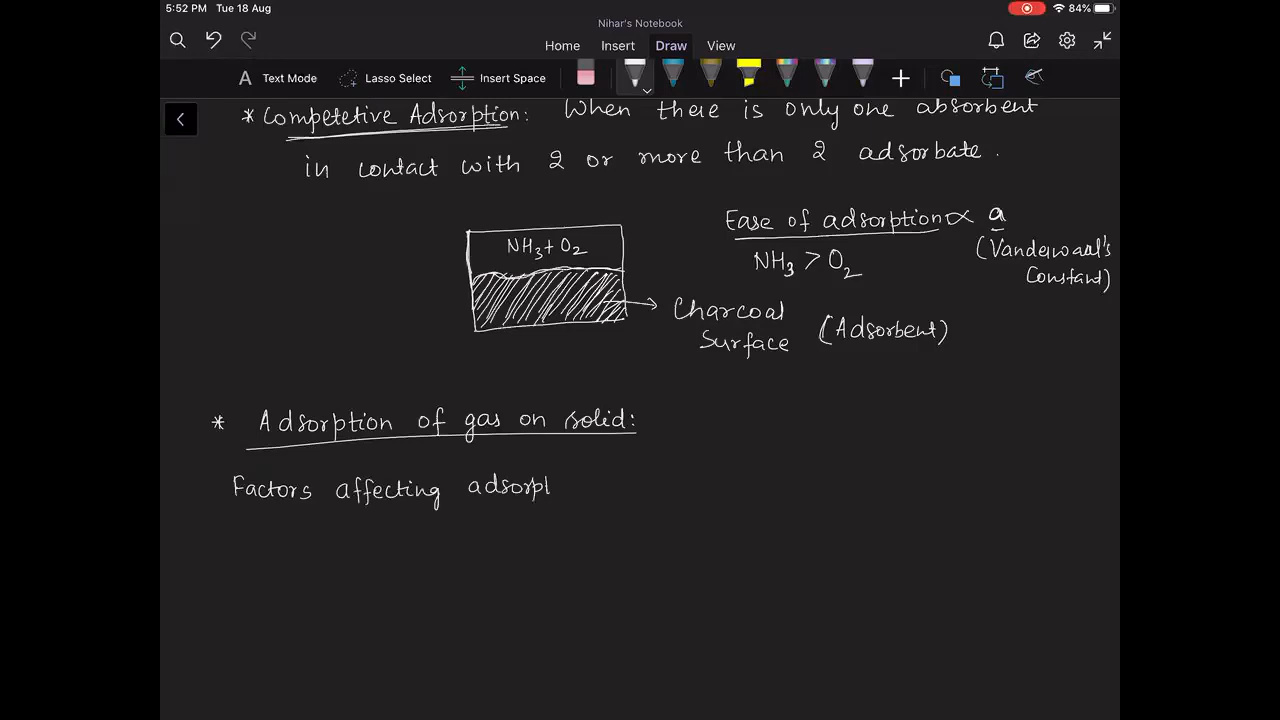 5:52 PM Tue 18 Aug
84%
Nihar's Notebook
Home Insert Draw View
A Text Mode Lasso Select Insert Space
* Competetive Adsorption: When there is only one absorbent
in contact with 2 or more than 2 adsorbate.
Ease of adsorption ∝ a
(Vanderwaal's
Constant)
NH3 + O2
NH3 > O2
Charcoal
Surface (Adsorbent)
* Adsorption of gas on solid:
Factors affecting adsorpl